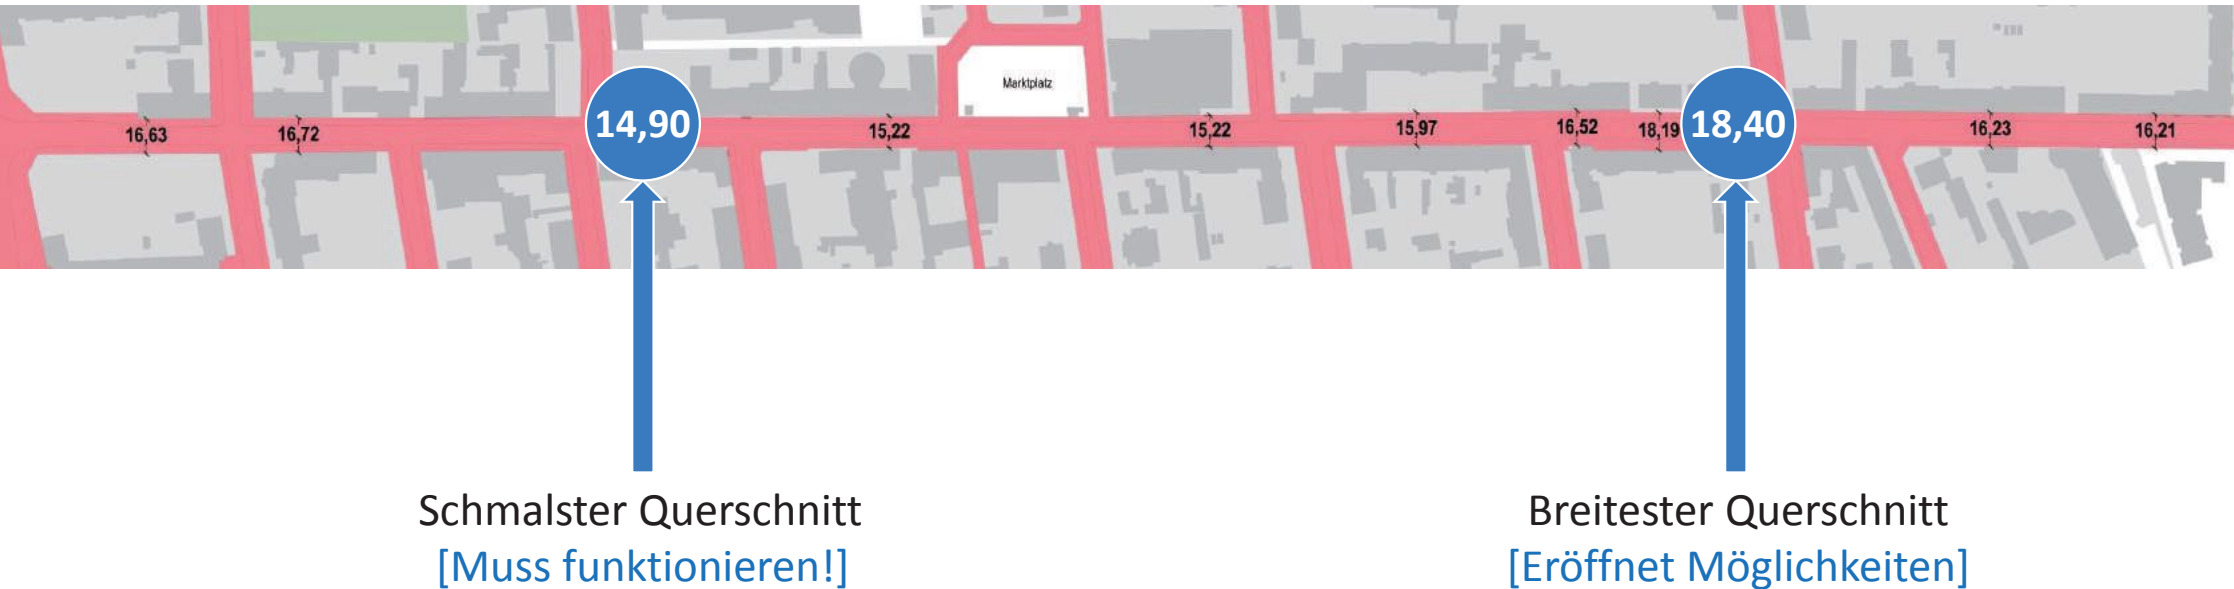 Marktplatz
16,63
16,72
14,90
15,22
15,22
15,97
16,52
18,19
18,40
16,23
16,21
Schmalster Querschnitt
[Muss funktionieren!]
Breitester Querschnitt
[Eröffnet Möglichkeiten]